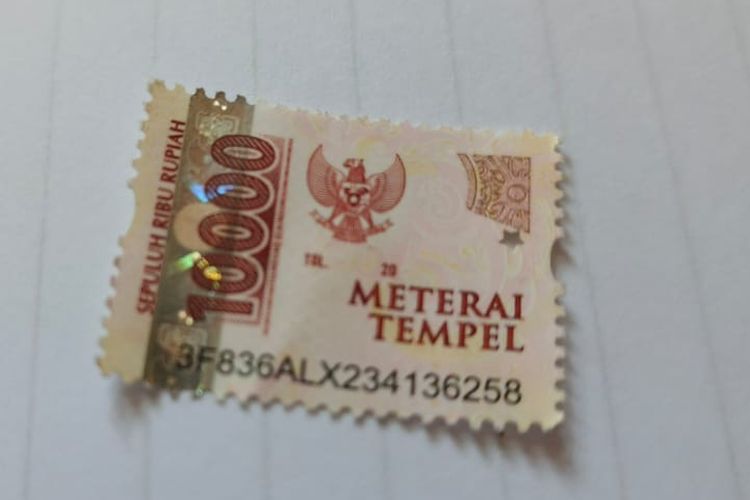 SEPULUH RIBU RUPIAH
10000
TGL. 20
METERAI
TEMPEL
3F836ALX234136258